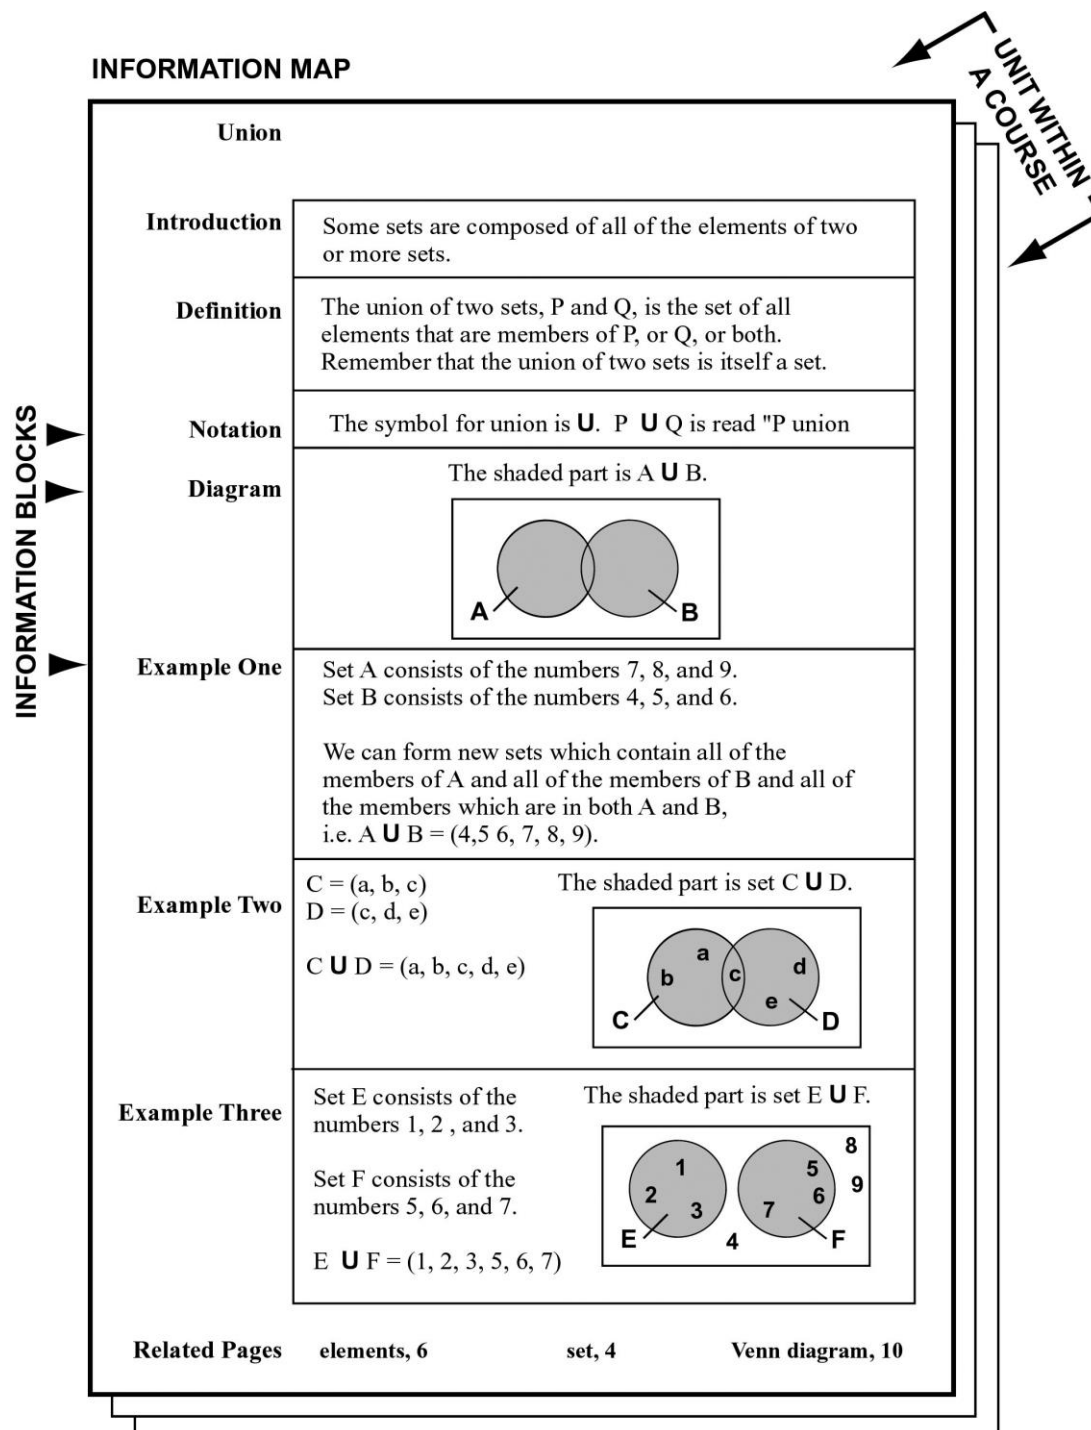 INFORMATION MAP
UNIT WITHIN
A COURSE
INFORMATION BLOCKS
Union
Introduction
Some sets are composed of all of the elements of two
or more sets.
Definition
The union of two sets, P and Q, is the set of all
elements that are members of P, or Q, or both.
Remember that the union of two sets is itself a set.
Notation
The symbol for union is U. P U Q is read "P union
Diagram
The shaded part is A U B.
A
B
Example One
Set A consists of the numbers 7, 8, and 9.
Set B consists of the numbers 4, 5, and 6.
We can form new sets which contain all of the
members of A and all of the members of B and all of
the members which are in both A and B,
i.e. A U B = (4,5 6, 7, 8, 9).
Example Two
C = (a, b, c)
D = (c, d, e)
C U D = (a, b, c, d, e)
The shaded part is set C U D.
a
b
c
d
e
C
D
Example Three
Set E consists of the
numbers 1, 2 , and 3.
Set F consists of the
numbers 5, 6, and 7.
E U F = (1, 2, 3, 5, 6, 7)
The shaded part is set E U F.
1
2
3
E
4
5
6
7
F
8
9
Related Pages
elements, 6
set, 4
Venn diagram, 10